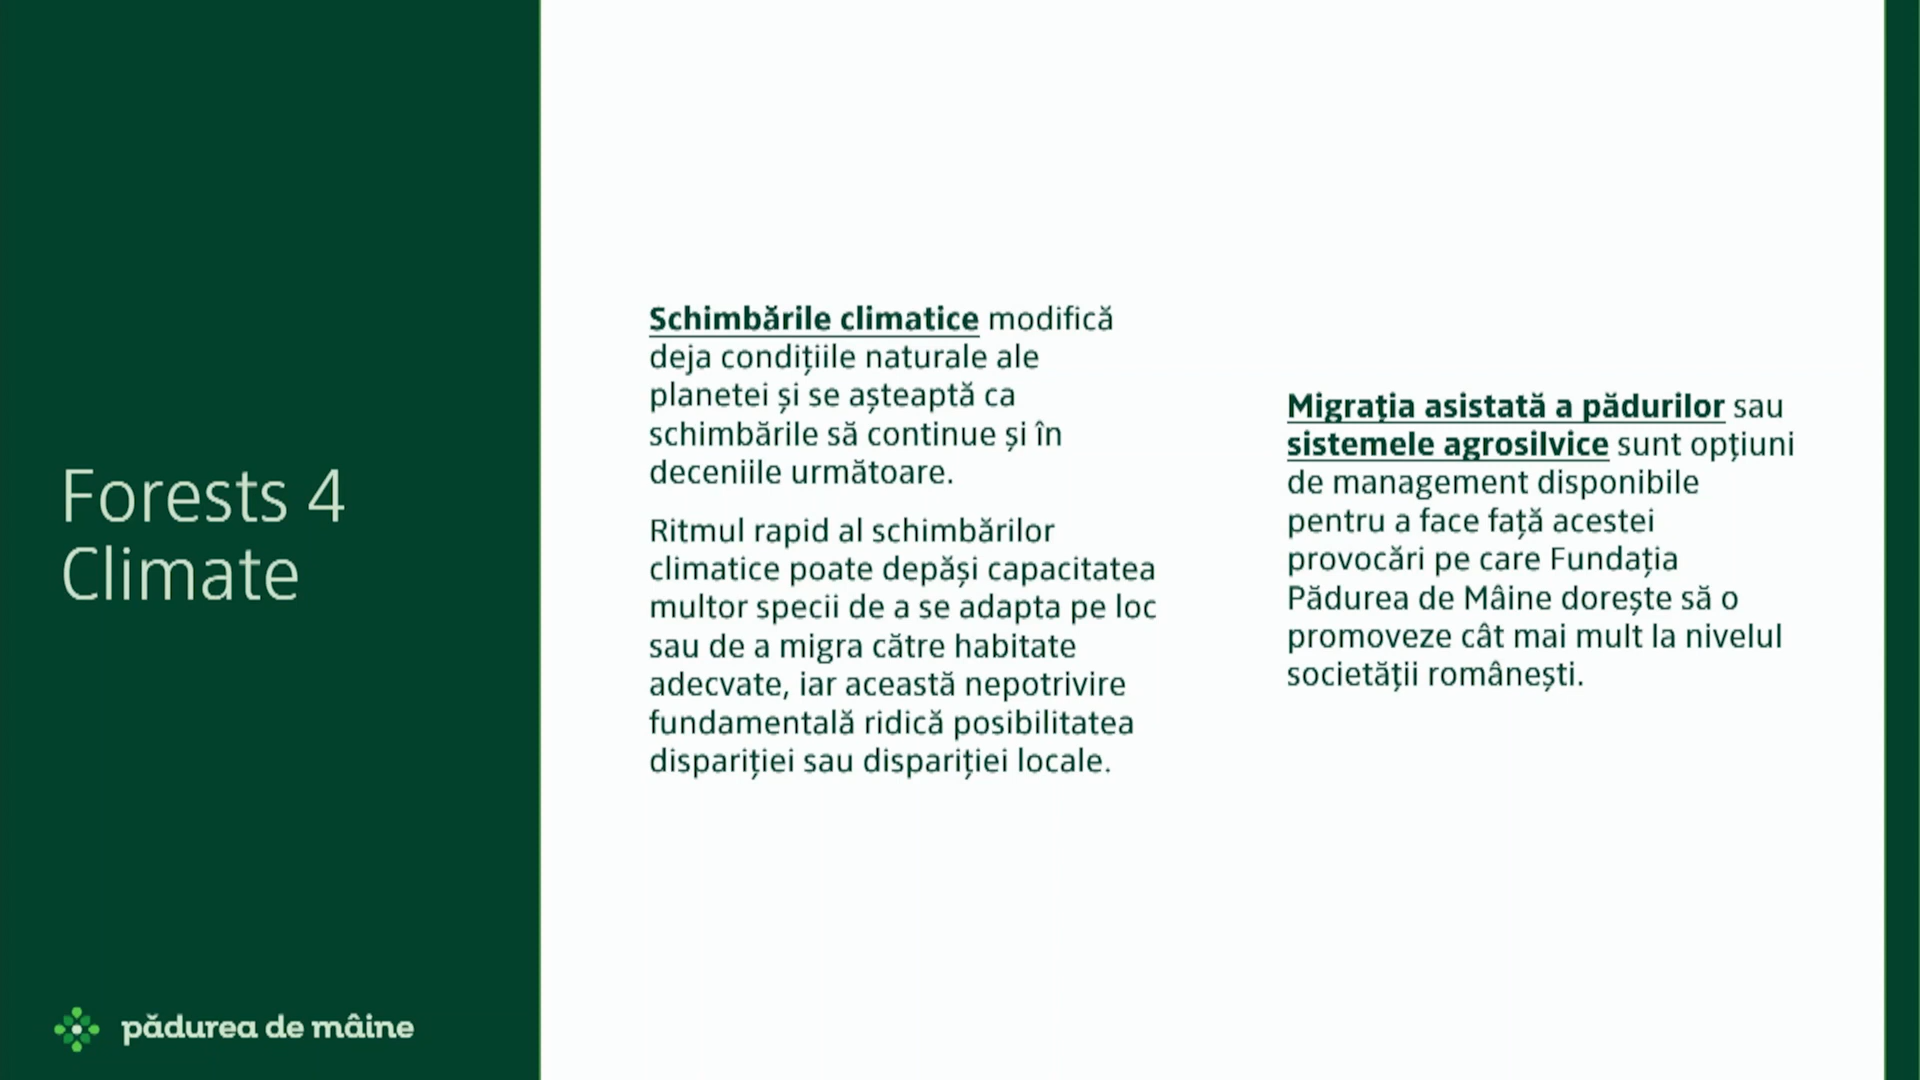 Forests 4
Climate
Schimbările climatice modifică
deja condițiile naturale ale
planetei și se așteaptă ca
schimbările să continue și în
deceniile următoare.
Ritmul rapid al schimbărilor
climatice poate depăși capacitatea
multor specii de a se adapta pe loc
sau de a migra către habitate
adecvate, iar această nepotrivire
fundamentală ridică posibilitatea
dispariției sau dispariției locale.
Migrația asistată a pădurilor sau
sistemele agrosilvice sunt opțiuni
de management disponibile
pentru a face față acestei
provocări pe care Fundația
Pădurea de Mâine dorește să o
promoveze cât mai mult la nivelul
societății românești.
pădurea de mâine